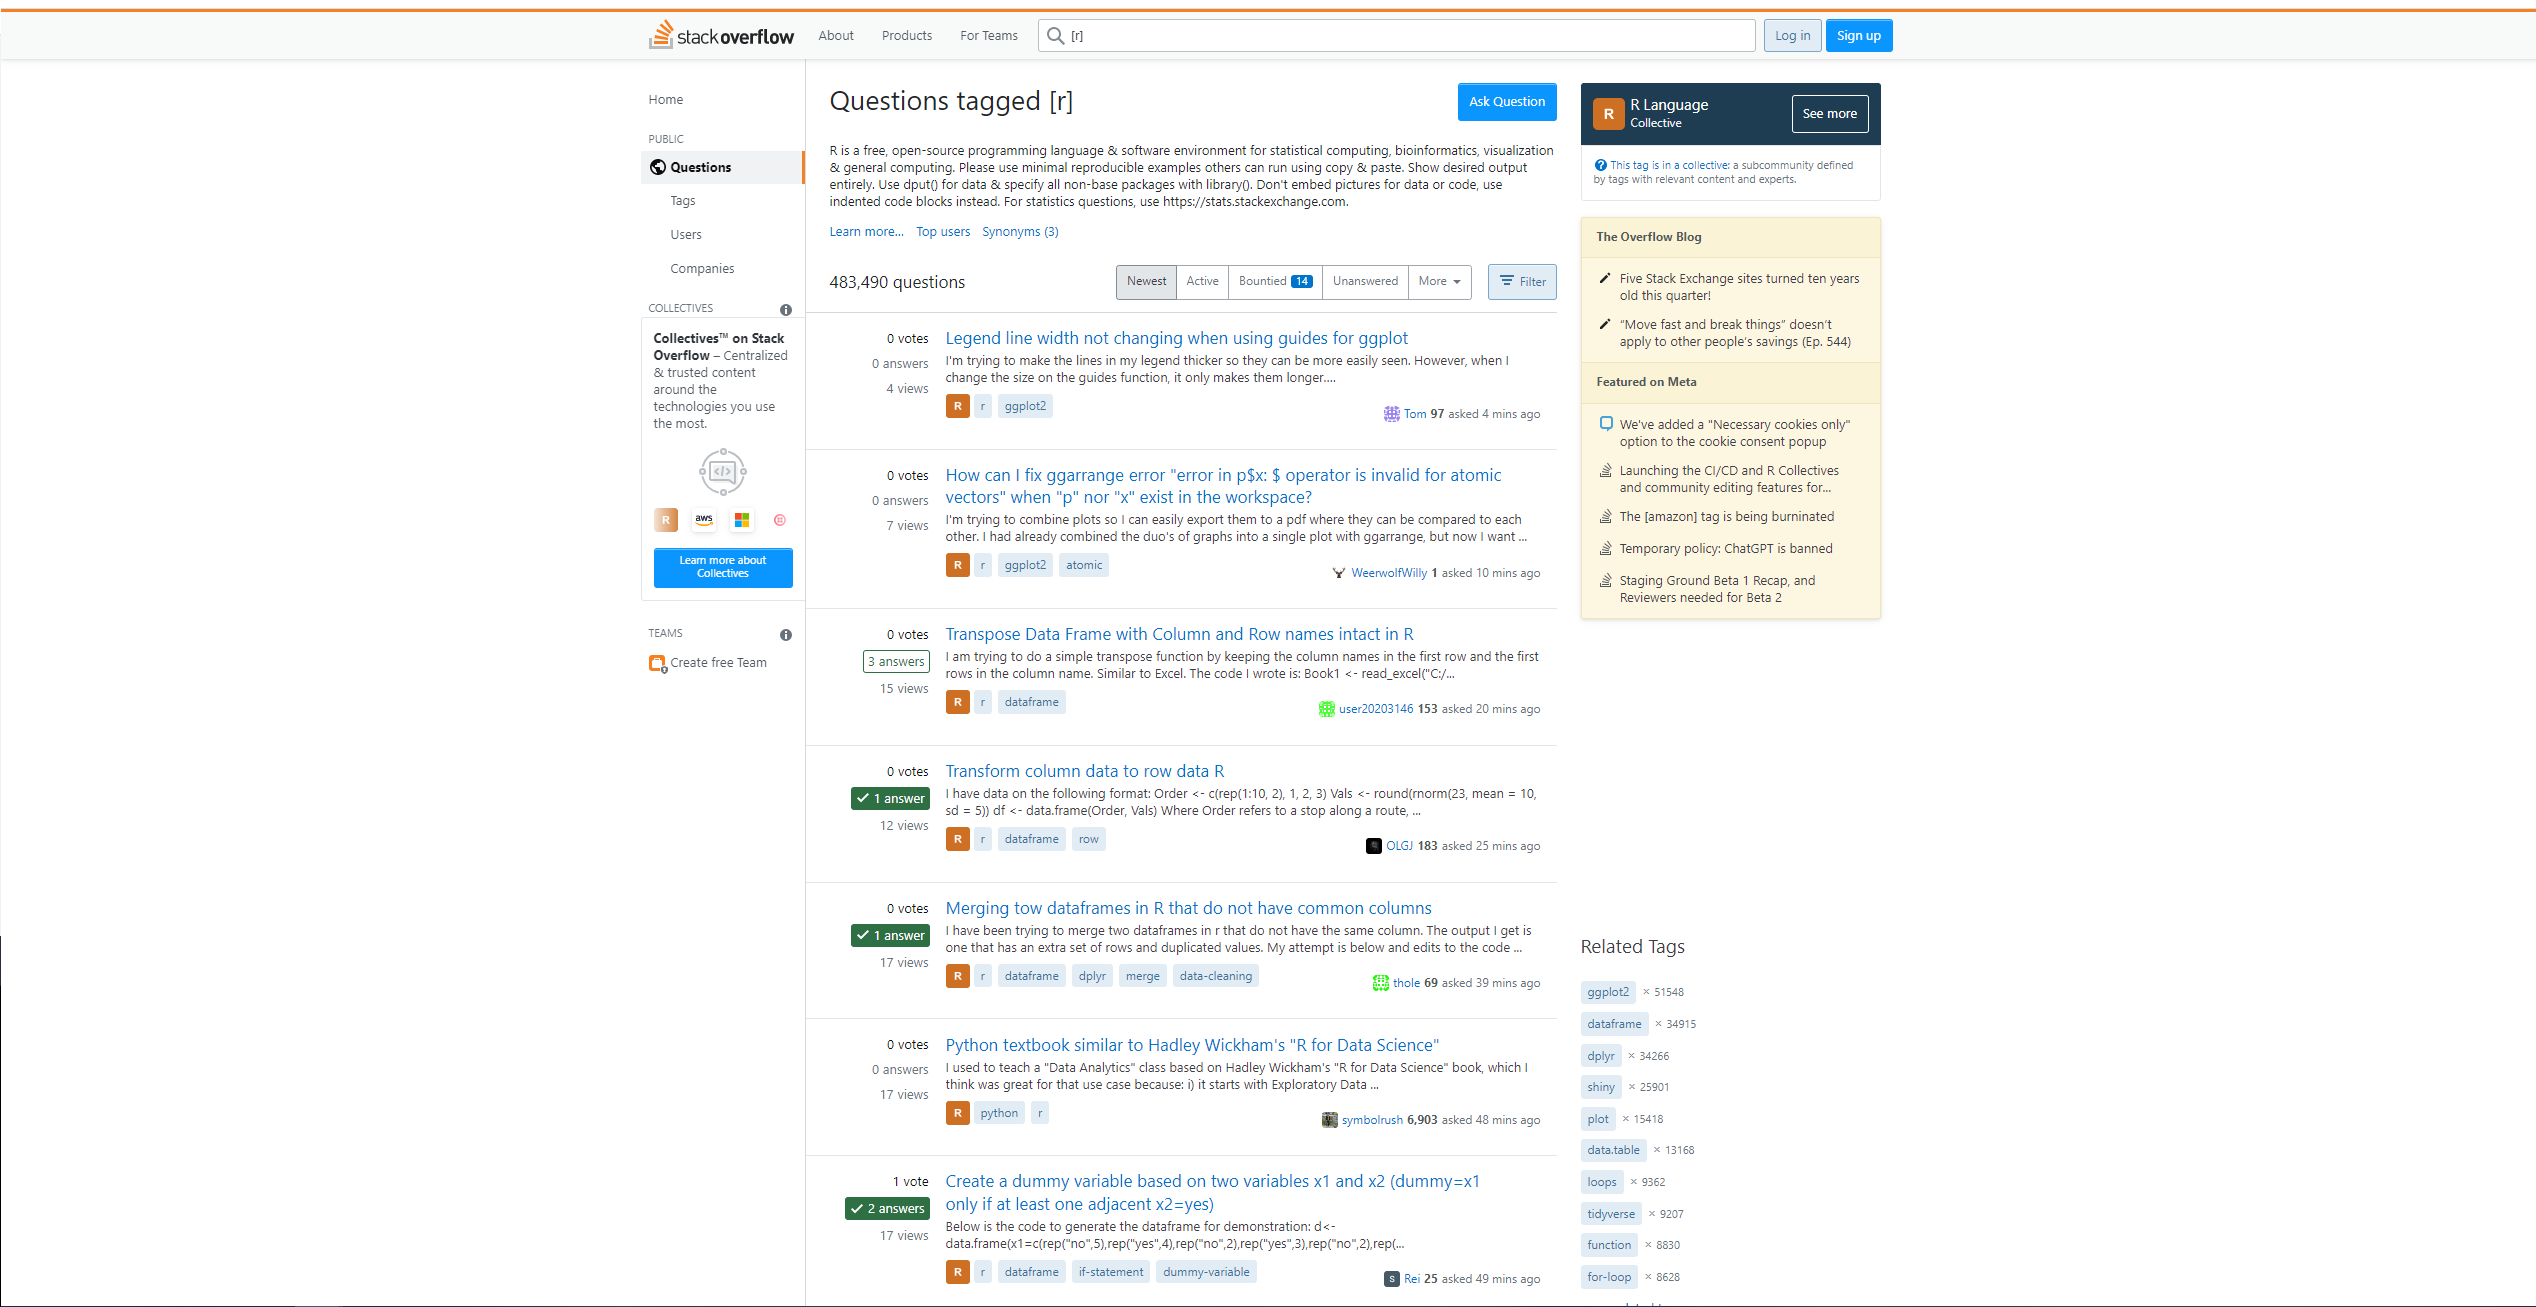 stack overflow
About
Products
For Teams
[r]
Log in
Sign up
Home
PUBLIC
Questions
Tags
Users
Companies
COLLECTIVES
Collectives™ on Stack
Overflow – Centralized
& trusted content
around the
technologies you use
the most.
R
aws
Learn more about
Collectives
TEAMS
Create free Team
Questions tagged [r]
Ask Question
R is a free, open-source programming language & software environment for statistical computing, bioinformatics, visualization
& general computing. Please use minimal reproducible examples others can run using copy & paste. Show desired output
entirely. Use dput() for data & specify all non-base packages with library(). Don't embed pictures for data or code, use
indented code blocks instead. For statistics questions, use https://stats.stackexchange.com.
Learn more... Top users Synonyms (3)
483,490 questions
Newest Active Bountied 14 Unanswered More
Filter
0 votes
0 answers
4 views
Legend line width not changing when using guides for ggplot
I'm trying to make the lines in my legend thicker so they can be more easily seen. However, when I
change the size on the guides function, it only makes them longer....
R r ggplot2
Tom 97 asked 4 mins ago
0 votes
0 answers
7 views
How can I fix ggarrange error "error in p$x: $ operator is invalid for atomic
vectors" when "p" nor "x" exist in the workspace?
I'm trying to combine plots so I can easily export them to a pdf where they can be compared to each
other. I had already combined the duo's of graphs into a single plot with ggarrange, but now I want ...
R r ggplot2 atomic
WeerwolfWilly 1 asked 10 mins ago
0 votes
3 answers
15 views
Transpose Data Frame with Column and Row names intact in R
I am trying to do a simple transpose function by keeping the column names in the first row and the first
rows in the column name. Similar to Excel. The code I wrote is: Book1 <- read_excel("C:/...
R r dataframe
user20203146 153 asked 20 mins ago
0 votes
1 answer
12 views
Transform column data to row data R
I have data on the following format: Order <- c(rep(1:10, 2), 1, 2, 3) Vals <- round(rnorm(23, mean = 10,
sd = 5)) df <- data.frame(Order, Vals) Where Order refers to a stop along a route, ...
R r dataframe row
OLGJ 183 asked 25 mins ago
0 votes
1 answer
17 views
Merging tow dataframes in R that do not have common columns
I have been trying to merge two dataframes in r that do not have the same column. The output I get is
one that has an extra set of rows and duplicated values. My attempt is below and edits to the code ...
R r dataframe dplyr merge data-cleaning
thole 69 asked 39 mins ago
0 votes
0 answers
17 views
Python textbook similar to Hadley Wickham's "R for Data Science"
I used to teach a "Data Analytics" class based on Hadley Wickham's "R for Data Science" book, which I
think was great for that use case because: i) it starts with Exploratory Data ...
R python r
symbolrush 6,903 asked 48 mins ago
1 vote
2 answers
17 views
Create a dummy variable based on two variables x1 and x2 (dummy=x1
only if at least one adjacent x2=yes)
Below is the code to generate the dataframe for demonstration: d<-
data.frame(x1=c(rep("no",5),rep("yes",4),rep("no",2),rep("yes",3),rep("no",2),rep(...
R r dataframe if-statement dummy-variable
S Rei 25 asked 49 mins ago
R
R Language
Collective
See more
This tag is in a collective: a subcommunity defined
by tags with relevant content and experts.
The Overflow Blog
Five Stack Exchange sites turned ten years
old this quarter!
“Move fast and break things” doesn’t
apply to other people’s savings (Ep. 544)
Featured on Meta
We've added a "Necessary cookies only"
option to the cookie consent popup
Launching the CI/CD and R Collectives
and community editing features for...
The [amazon] tag is being burninated
Temporary policy: ChatGPT is banned
Staging Ground Beta 1 Recap, and
Reviewers needed for Beta 2
Related Tags
ggplot2 × 51548
dataframe × 34915
dplyr × 34266
shiny × 25901
plot × 15418
data.table × 13168
loops × 9362
tidyverse × 9207
function × 8830
for-loop × 8628